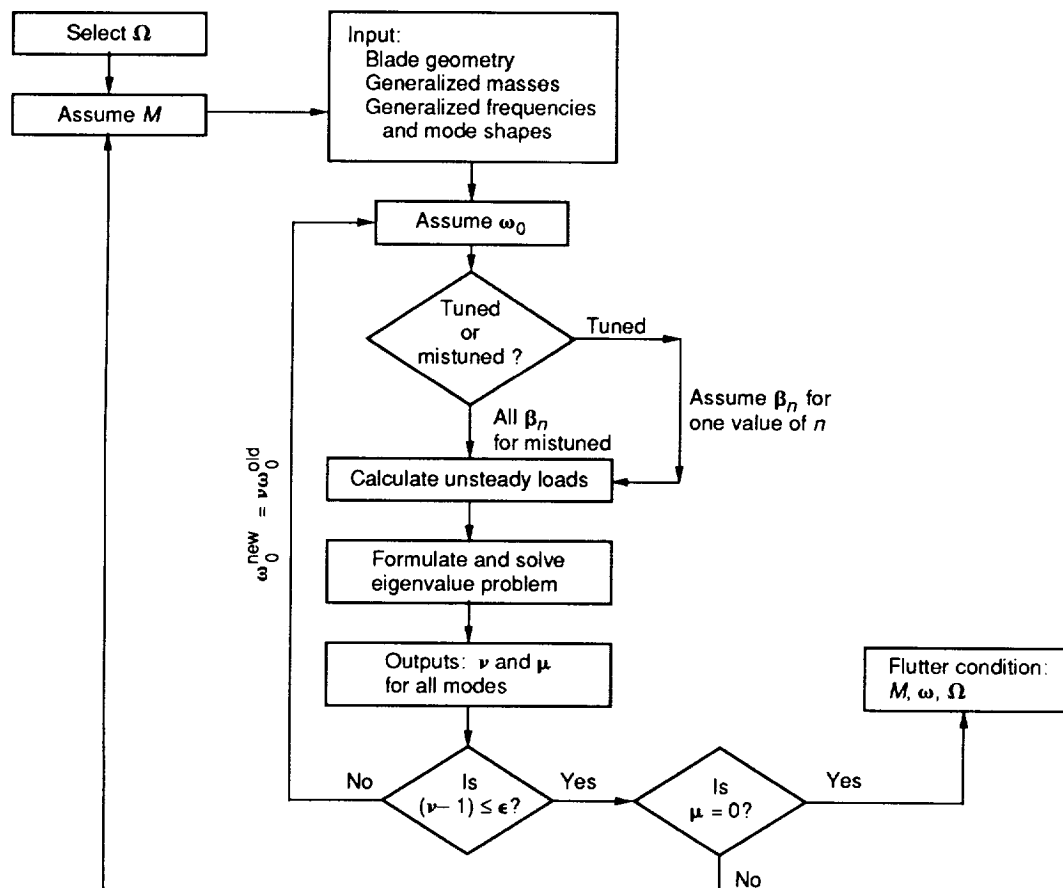 Select Ω
Assume M
Input:
Blade geometry
Generalized masses
Generalized frequencies
and mode shapes
Assume ω₀
Tuned
or
mistuned ?
Tuned
Assume βₙ for
one value of n
All βₙ
for mistuned
Calculate unsteady loads
ω₀ⁿᵉʷ = νω₀ᵒˡᵈ
Formulate and solve
eigenvalue problem
Outputs: ν and μ
for all modes
Flutter condition:
M, ω, Ω
No
Is
(ν– 1) ≤ ϵ?
Yes
Is
μ = 0?
Yes
No